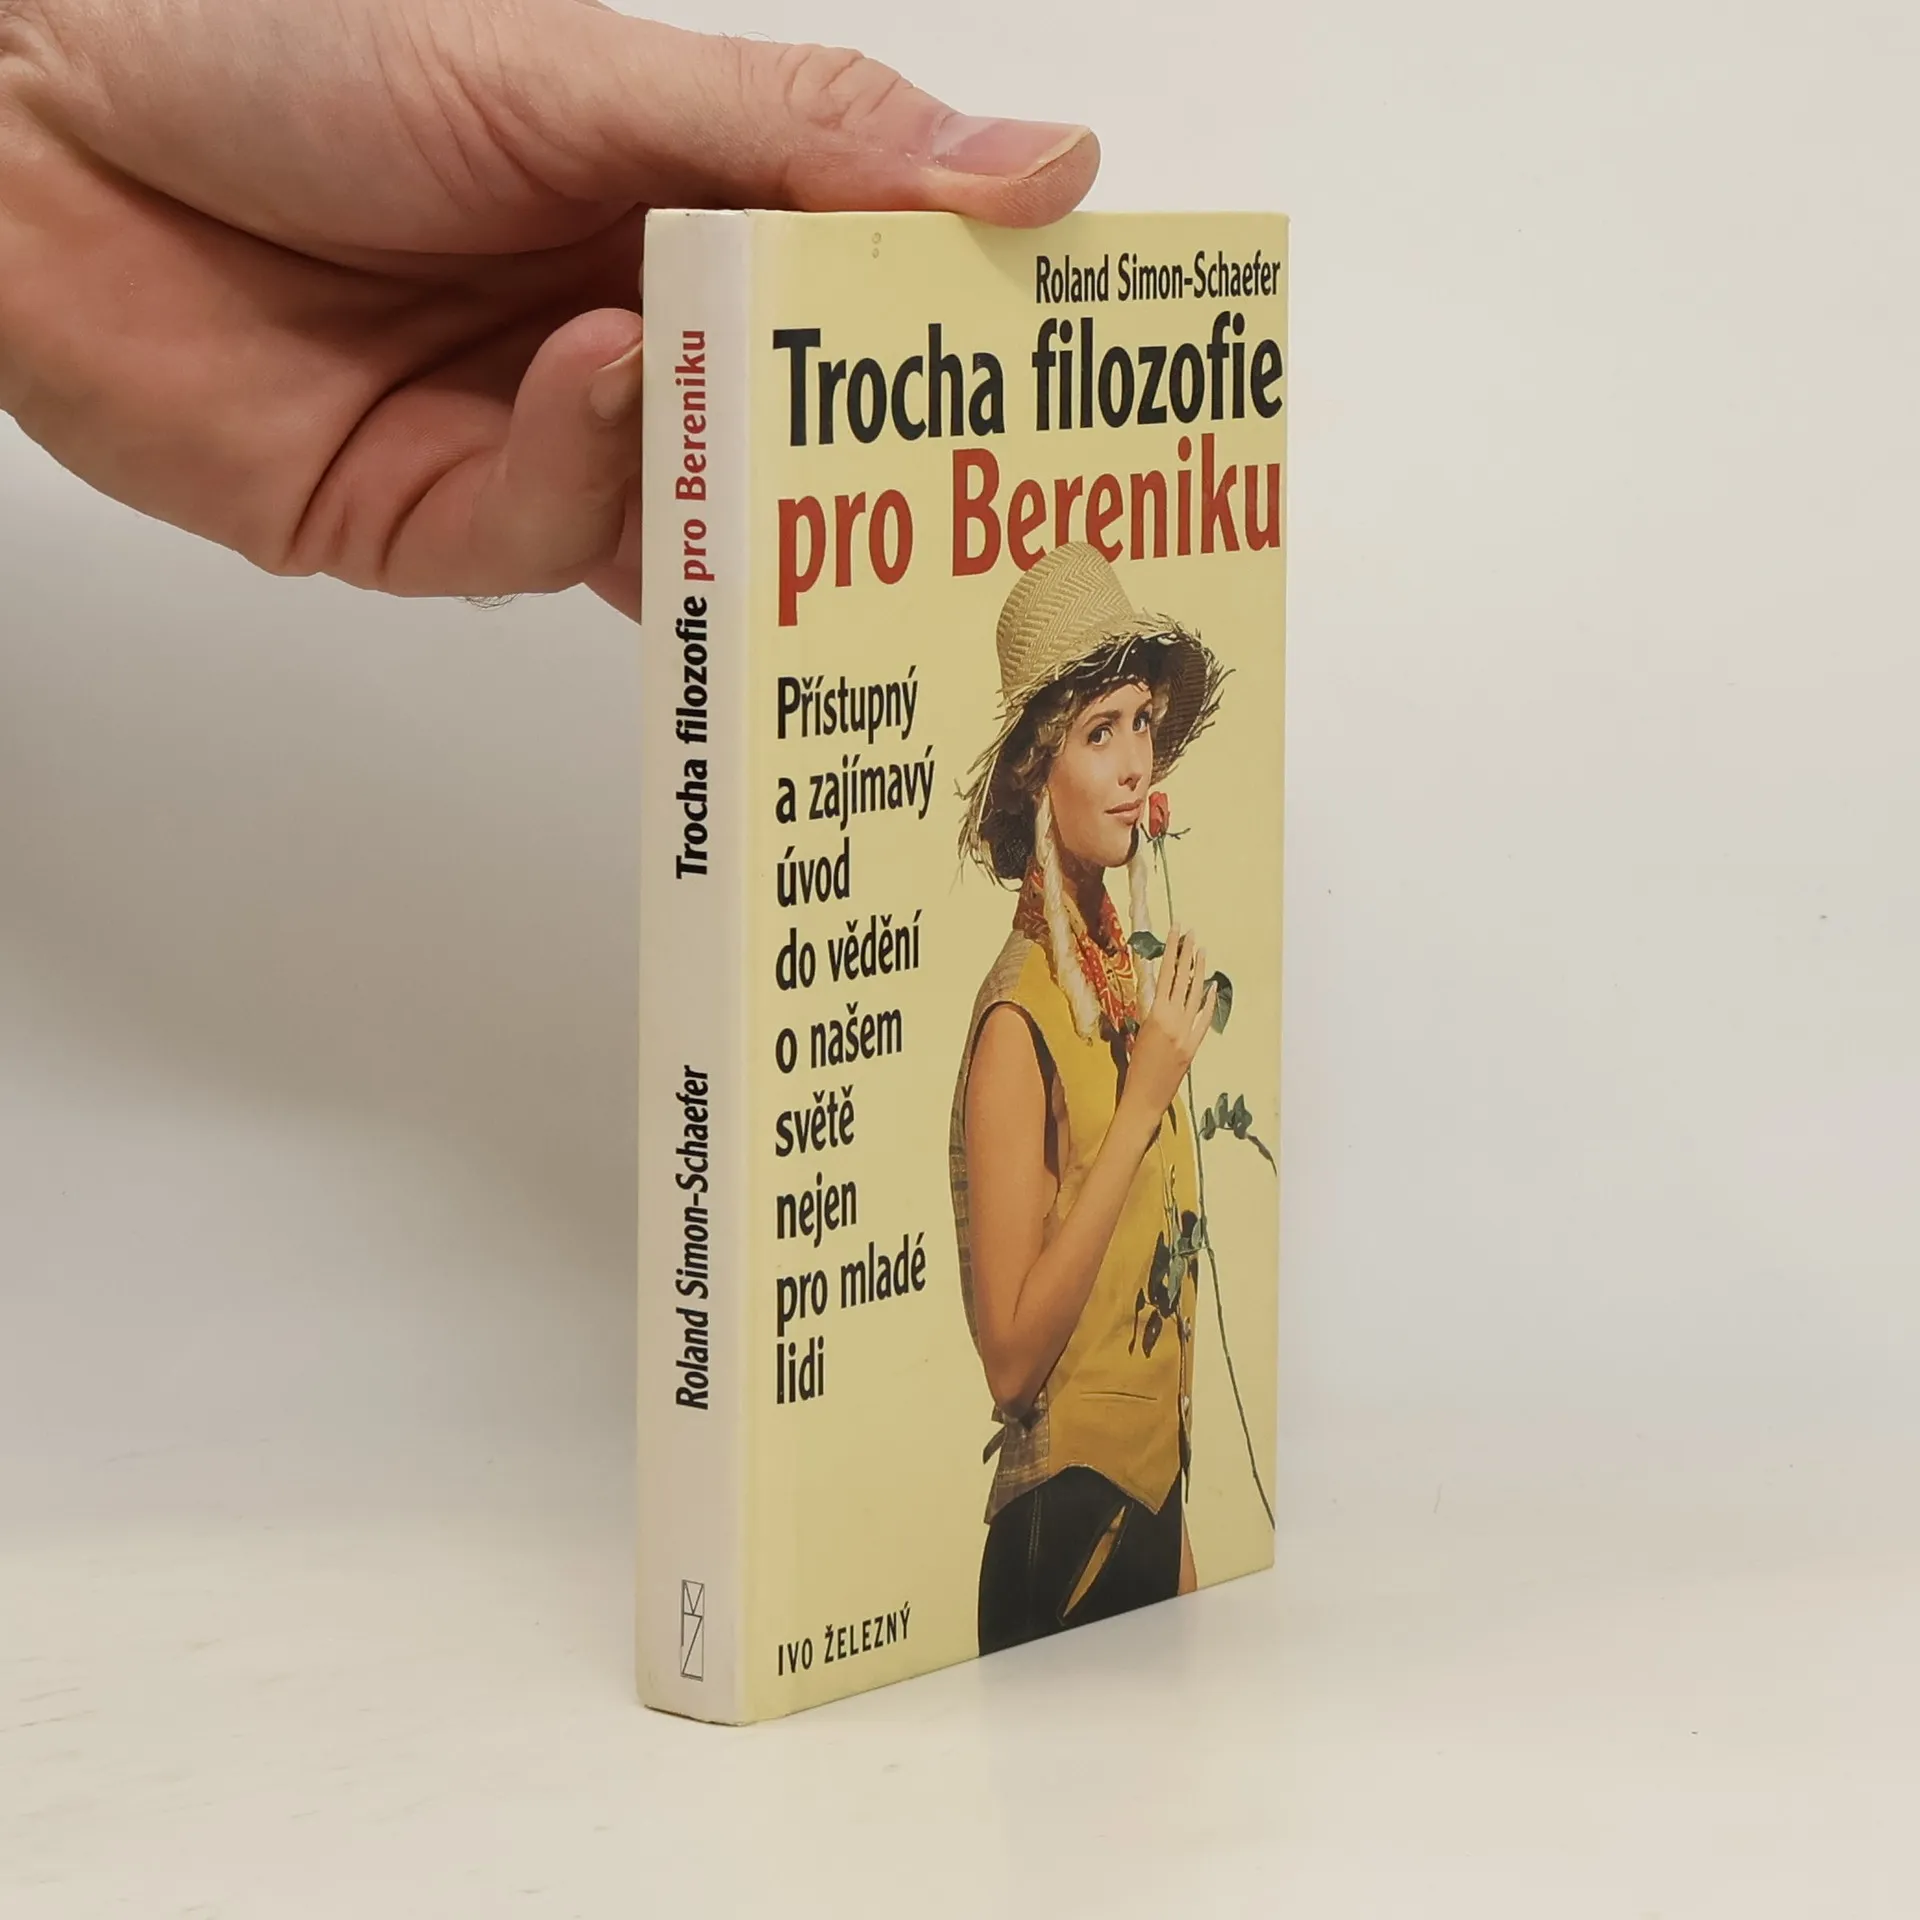 Roland Simon-Schaefer
Trocha filozofie
pro Bereniku
Přístupný
a zajímavý
úvod
do vědění
o našem
světě
nejen
pro mladé
lidi
IVO ŽELEZNÝ
Roland Simon-Schaefer Trocha filozofie pro Bereniku